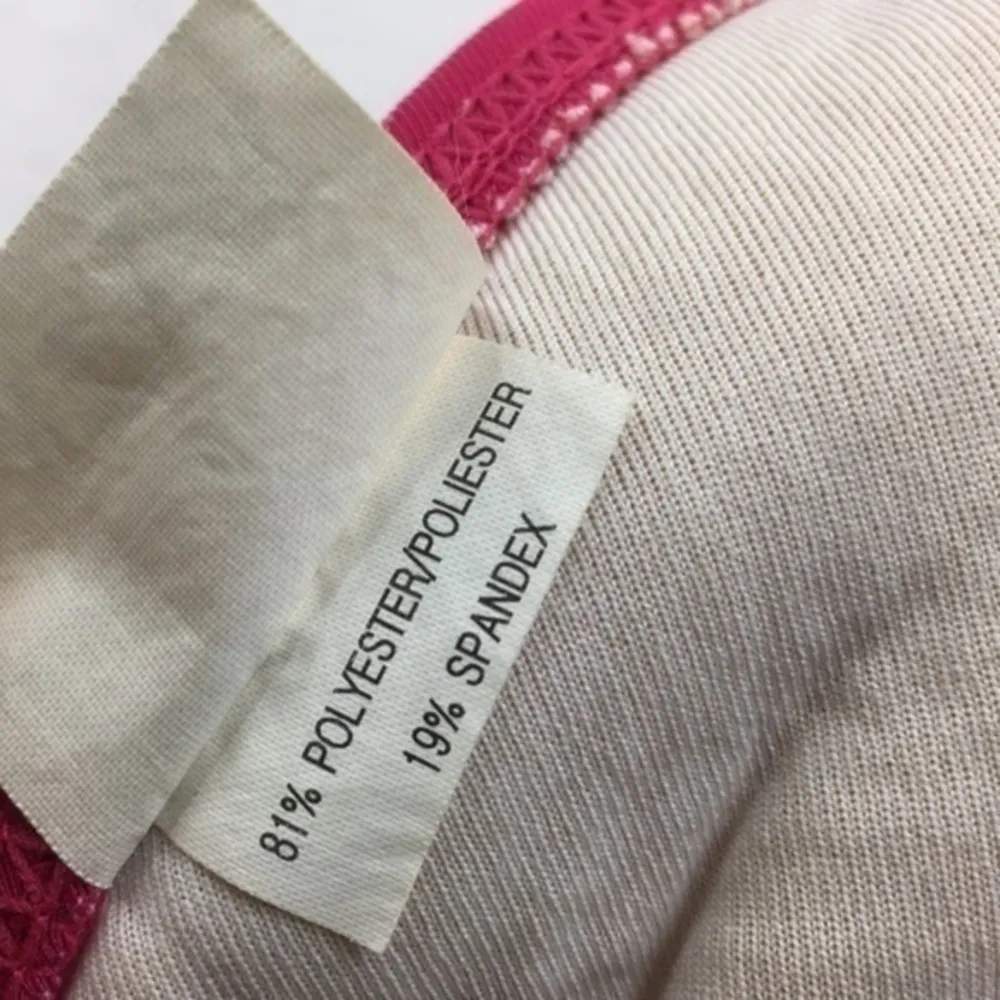 81% POLYESTER/POLIESTER
19% SPANDEX